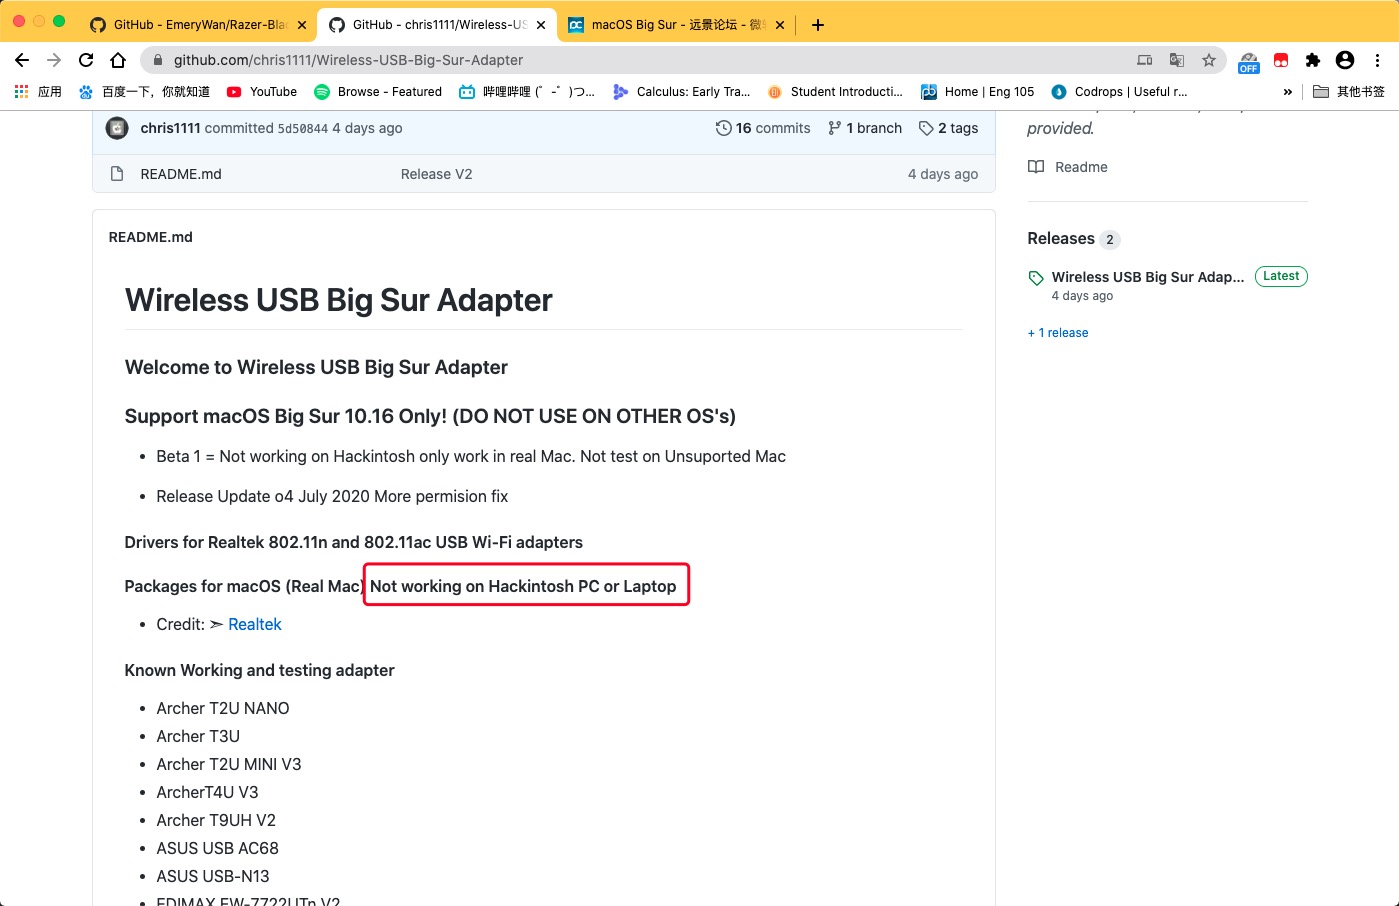 GitHub - EmeryWan/Razer-Bla
GitHub - chris1111/Wireless-US
macOS Big Sur - 远景论坛 - 微
github.com/chris1111/Wireless-USB-Big-Sur-Adapter
OFF
应用
百度一下，你就知道
YouTube
Browse - Featured
哔哩哔哩 (゜-゜)つ...
Calculus: Early Tra...
Student Introducti...
Home | Eng 105
Codrops | Useful r...
»
其他书签
chris1111 committed 5d50844 4 days ago
16 commits
1 branch
2 tags
provided.
README.md
Release V2
4 days ago
Readme
README.md
Releases 2
Wireless USB Big Sur Adap...
Latest
4 days ago
+ 1 release
Wireless USB Big Sur Adapter
Welcome to Wireless USB Big Sur Adapter
Support macOS Big Sur 10.16 Only! (DO NOT USE ON OTHER OS's)
• Beta 1 = Not working on Hackintosh only work in real Mac. Not test on Unsuported Mac
• Release Update o4 July 2020 More permision fix
Drivers for Realtek 802.11n and 802.11ac USB Wi-Fi adapters
Packages for macOS (Real Mac) Not working on Hackintosh PC or Laptop
• Credit: ➣ Realtek
Known Working and testing adapter
• Archer T2U NANO
• Archer T3U
• Archer T2U MINI V3
• ArcherT4U V3
• Archer T9UH V2
• ASUS USB AC68
• ASUS USB-N13
EDIMAX EW-7722UTn V2